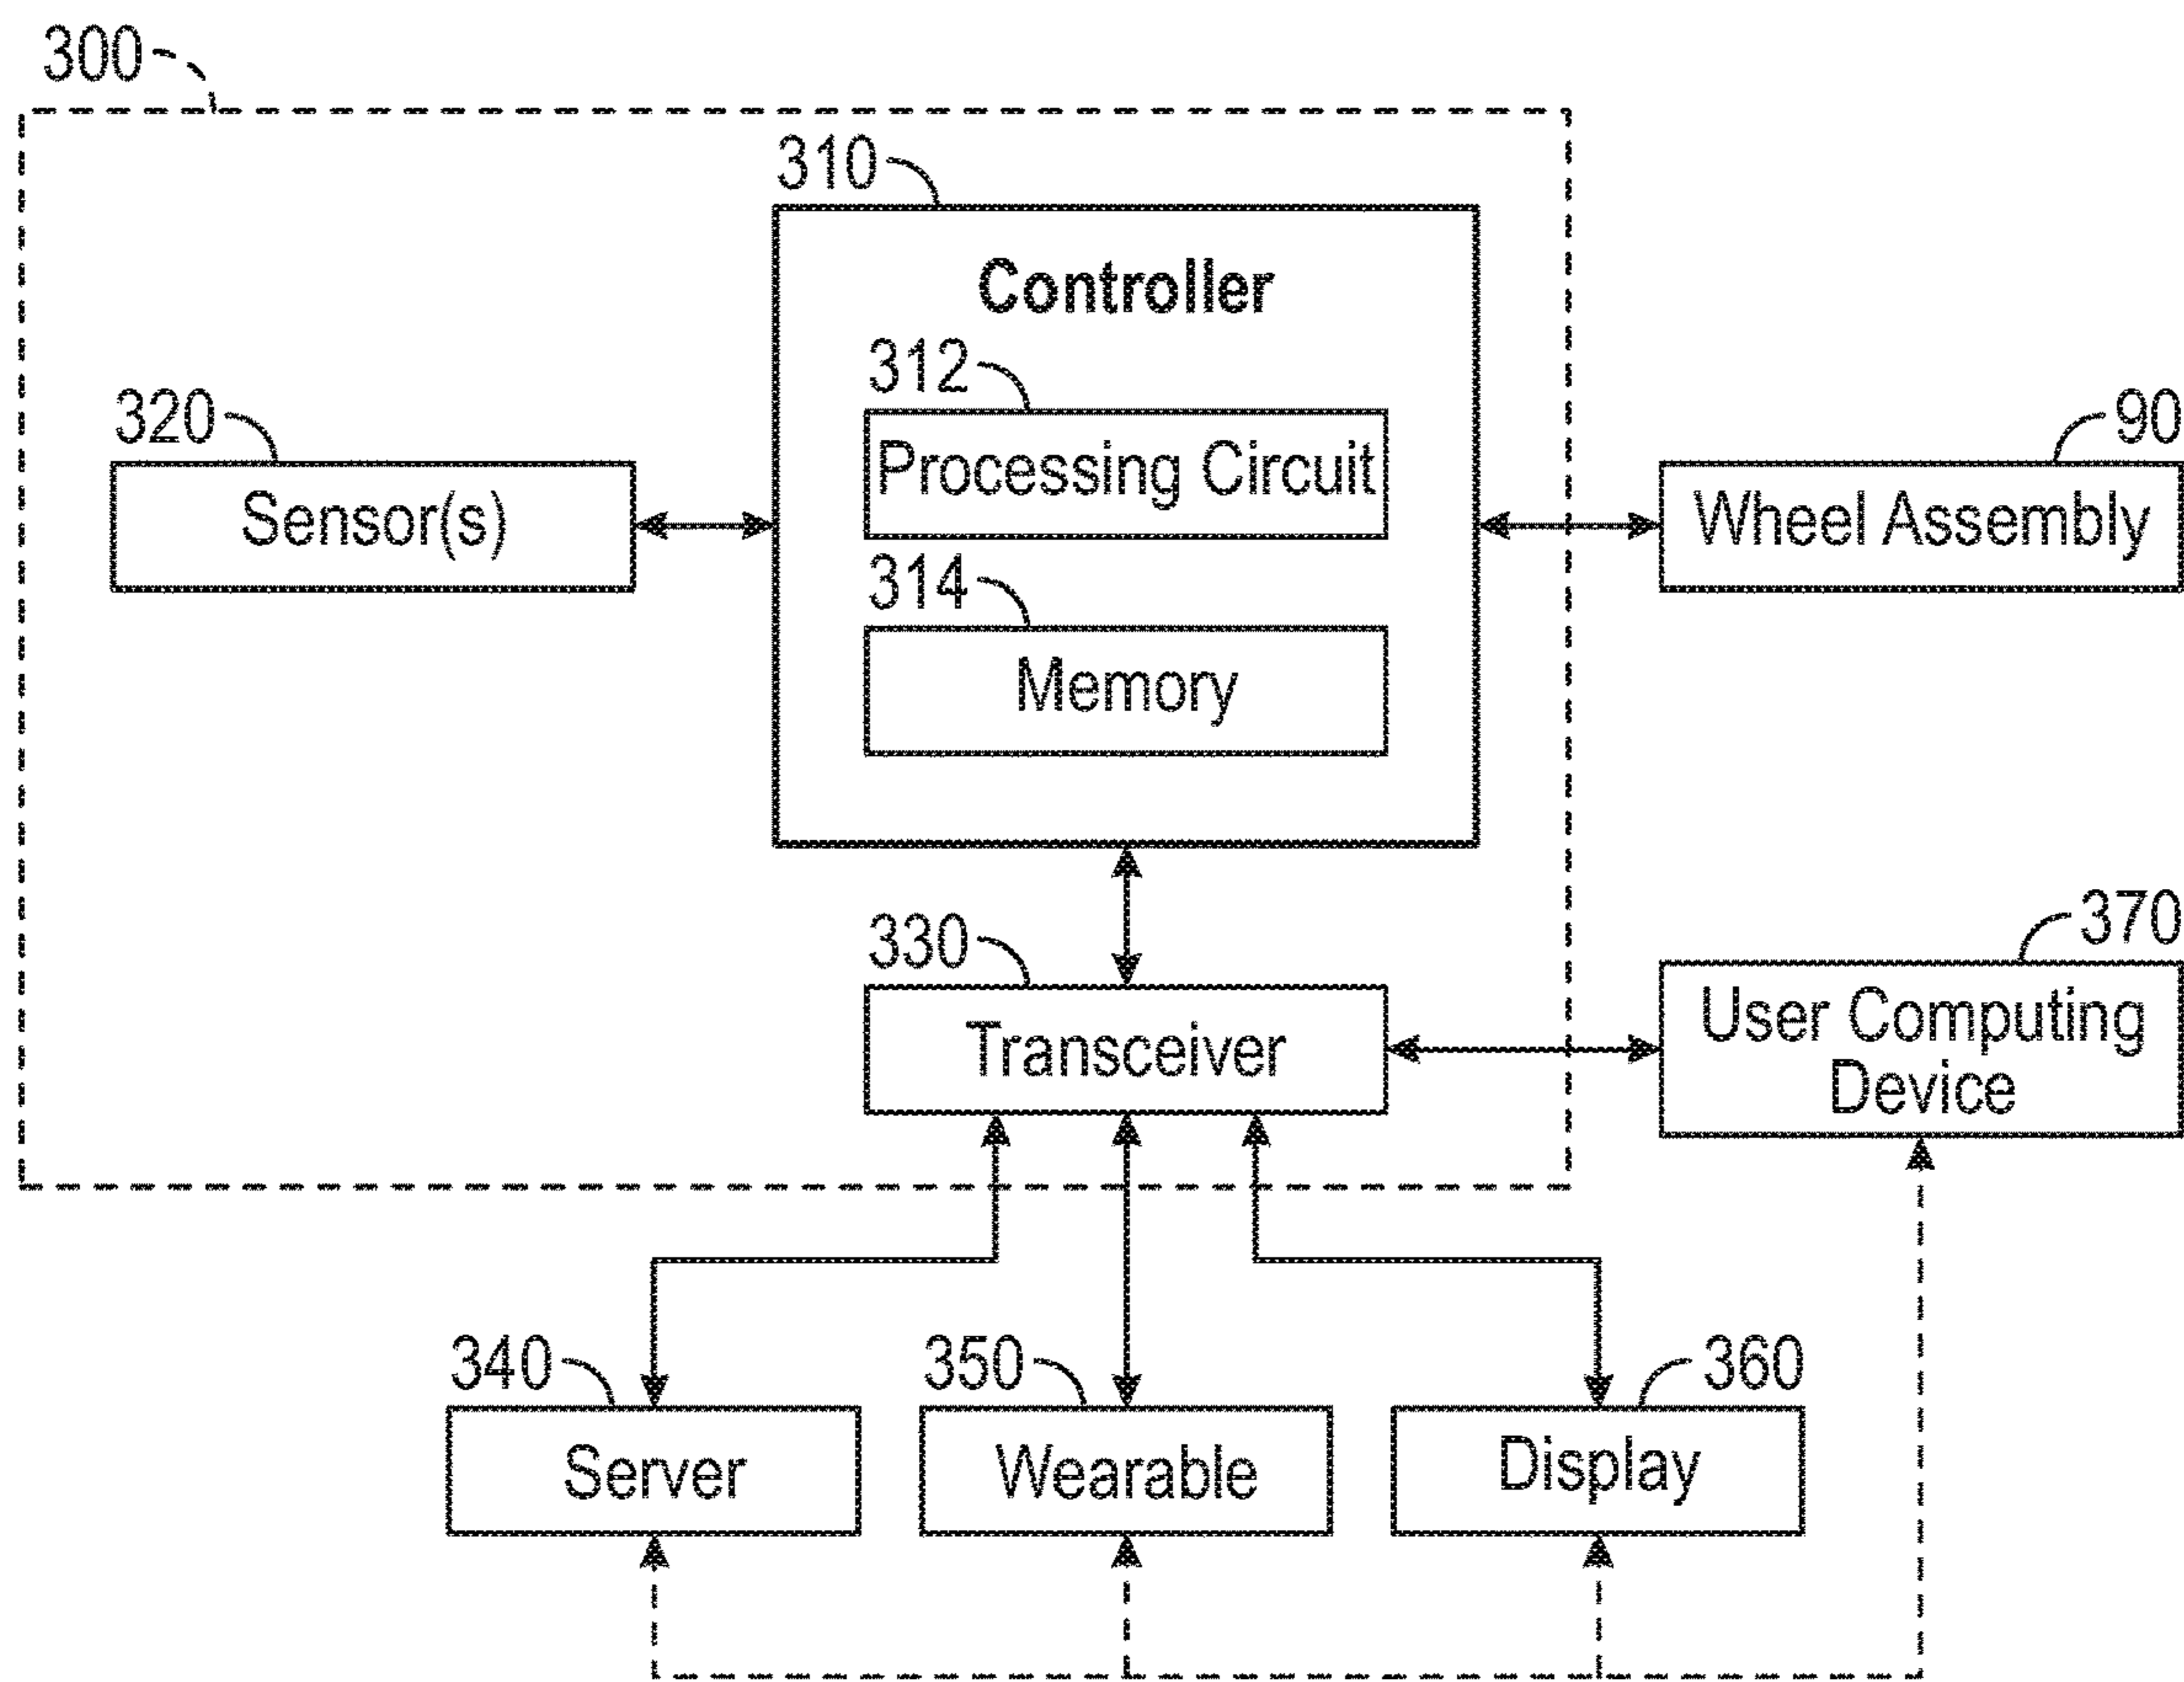 300
310
Controller
312
Processing Circuit
320
Sensor(s)
90
Wheel Assembly
314
Memory
330
Transceiver
370
User Computing
Device
340
Server
350
Wearable
360
Display